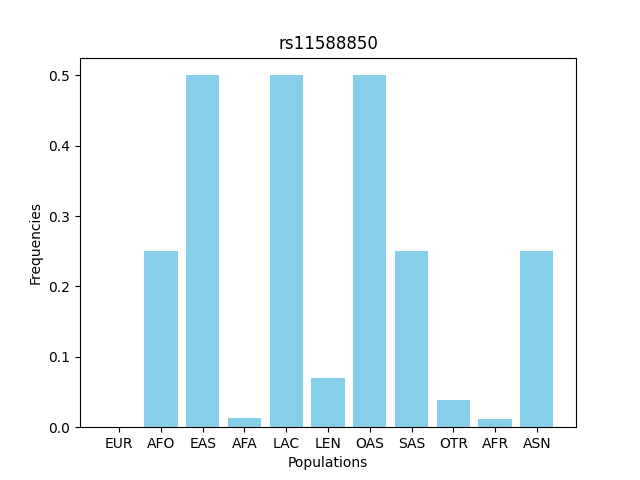 rs11588850
0.5
0.4
0.3
0.2
0.1
0.0
Frequencies
EUR AFO EAS AFA LAC LEN OAS SAS OTR AFR ASN
Populations